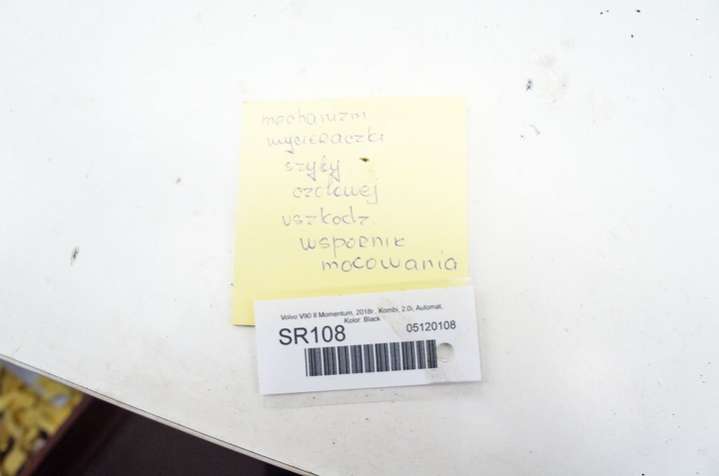 mechanizm
wycieraczki
szyby
czołowej
uszkodz.
wspornik
mocowania
Volvo V90 II Momentum, 2018r., Kombi, 2.0i, Automat,
Kolor: Black
SR108
05120108